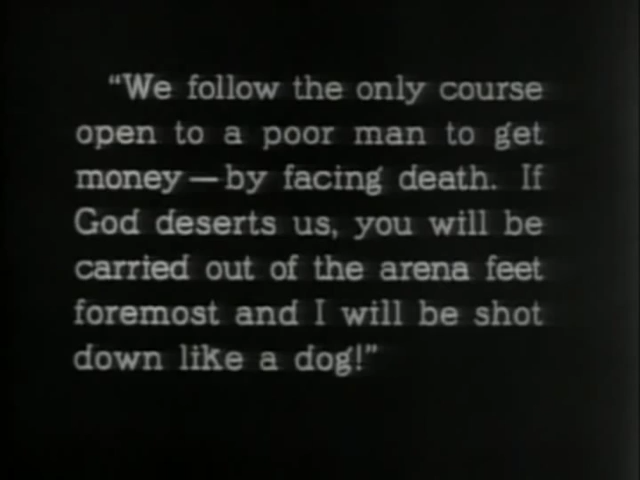 “We follow the only course
open to a poor man to get
money—by facing death. If
God deserts us, you will be
carried out of the arena feet
foremost and I will be shot
down like a dog!”